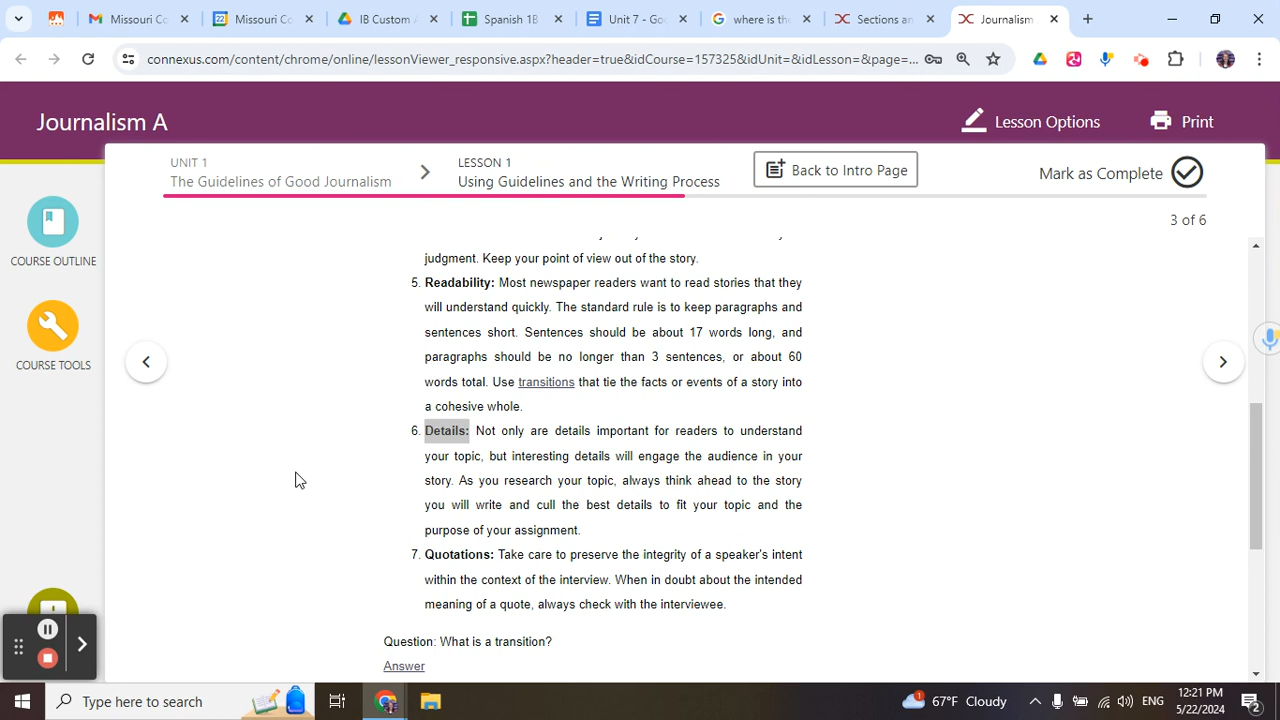 Missouri Co
Missouri Co
IB Custom A
Spanish 1B
Unit 7 - Goo
where is the
Sections an
Journalism
connexus.com/content/chrome/online/lessonViewer_responsive.aspx?header=true&idCourse=157325&idUnit=&idLesson=&page=...
Journalism A
Lesson Options
Print
UNIT 1
The Guidelines of Good Journalism
LESSON 1
Using Guidelines and the Writing Process
Back to Intro Page
Mark as Complete
3 of 6
COURSE OUTLINE
COURSE TOOLS
judgment. Keep your point of view out of the story.
5. Readability: Most newspaper readers want to read stories that they
will understand quickly. The standard rule is to keep paragraphs and
sentences short. Sentences should be about 17 words long, and
paragraphs should be no longer than 3 sentences, or about 60
words total. Use transitions that tie the facts or events of a story into
a cohesive whole.
6. Details: Not only are details important for readers to understand
your topic, but interesting details will engage the audience in your
story. As you research your topic, always think ahead to the story
you will write and cull the best details to fit your topic and the
purpose of your assignment.
7. Quotations: Take care to preserve the integrity of a speaker's intent
within the context of the interview. When in doubt about the intended
meaning of a quote, always check with the interviewee.
Question: What is a transition?
Answer
Type here to search
67°F Cloudy
ENG
12:21 PM
5/22/2024
2